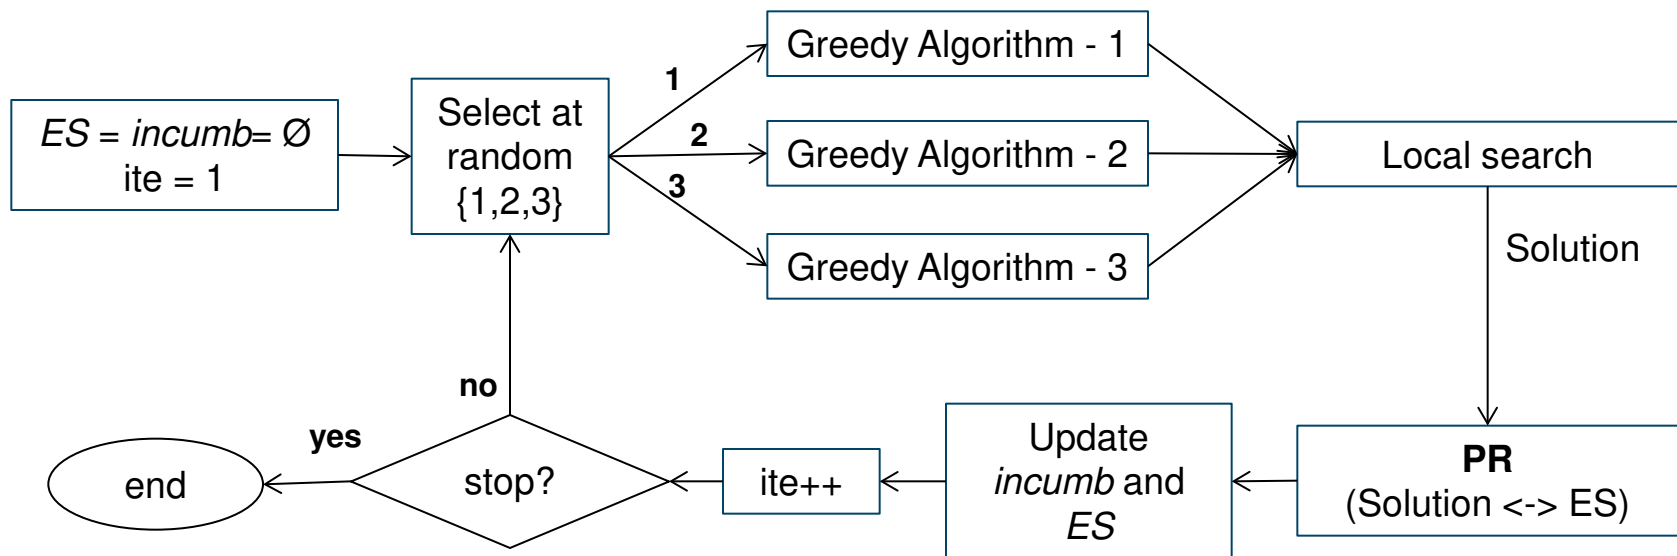 ES = incumb= Ø
ite = 1
Select at
random
{1,2,3}
1
2
3
Greedy Algorithm - 1
Greedy Algorithm - 2
Greedy Algorithm - 3
Local search
Solution
PR
(Solution <-> ES)
Update
incumb and
ES
ite++
stop?
no
yes
end